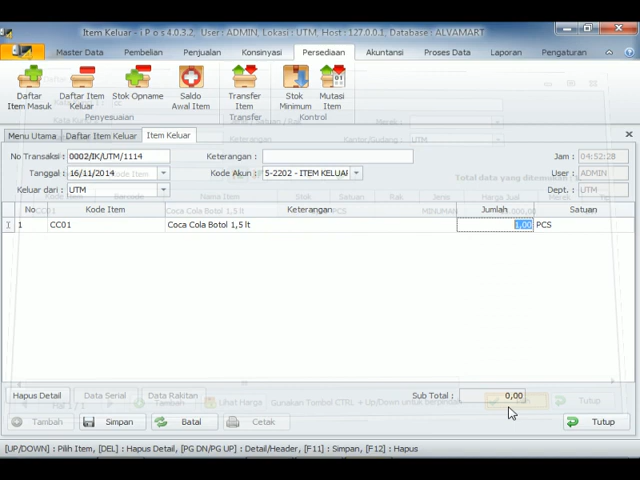 Item Keluar - i P o s 4.0.3.2, User : ADMIN, Lokasi : UTM, Host : 127.0.0.1, Database : ALVAMART
Master Data Pembelian Penjualan Konsinyasi Persediaan Akuntansi Proses Data Laporan Pengaturan
Daftar Item Masuk
Daftar Item Keluar
Stok Opname
Saldo Awal Item
Transfer Item
Stok Minimum
Mutasi Item
Penyesuaian Transfer Kontrol
Menu Utama Daftar Item Keluar Item Keluar
No Transaksi : 0002/IK/UTM/1114 Keterangan : Jam : 04:52:28
Tanggal : 16/11/2014 Kode Akun : 5-2202 - ITEM KELUAR User : ADMIN
Keluar dari : UTM Dept. : UTM
No Kode Item Keterangan Jumlah Satuan
1 CC01 Coca Cola Botol 1,5 lt 1,00 PCS
Hapus Detail Data Serial Data Rakitan Sub Total : 0,00
Tambah Simpan Batal Cetak Tutup
[UP/DOWN] : Pilih Item, [DEL] : Hapus Detail, [PG DN/PG UP] : Detail/Header, [F11] : Simpan, [F12] : Hapus